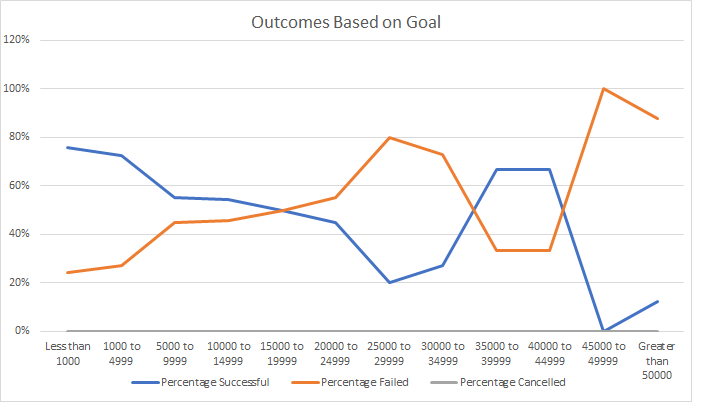 Outcomes Based on Goal
120%
100%
80%
60%
40%
20%
0%
Less than
1000
1000 to
4999
5000 to
9999
10000 to
14999
15000 to
19999
20000 to
24999
25000 to
29999
30000 to
34999
35000 to
39999
40000 to
44999
45000 to
49999
Greater
than
50000
Percentage Successful
Percentage Failed
Percentage Cancelled